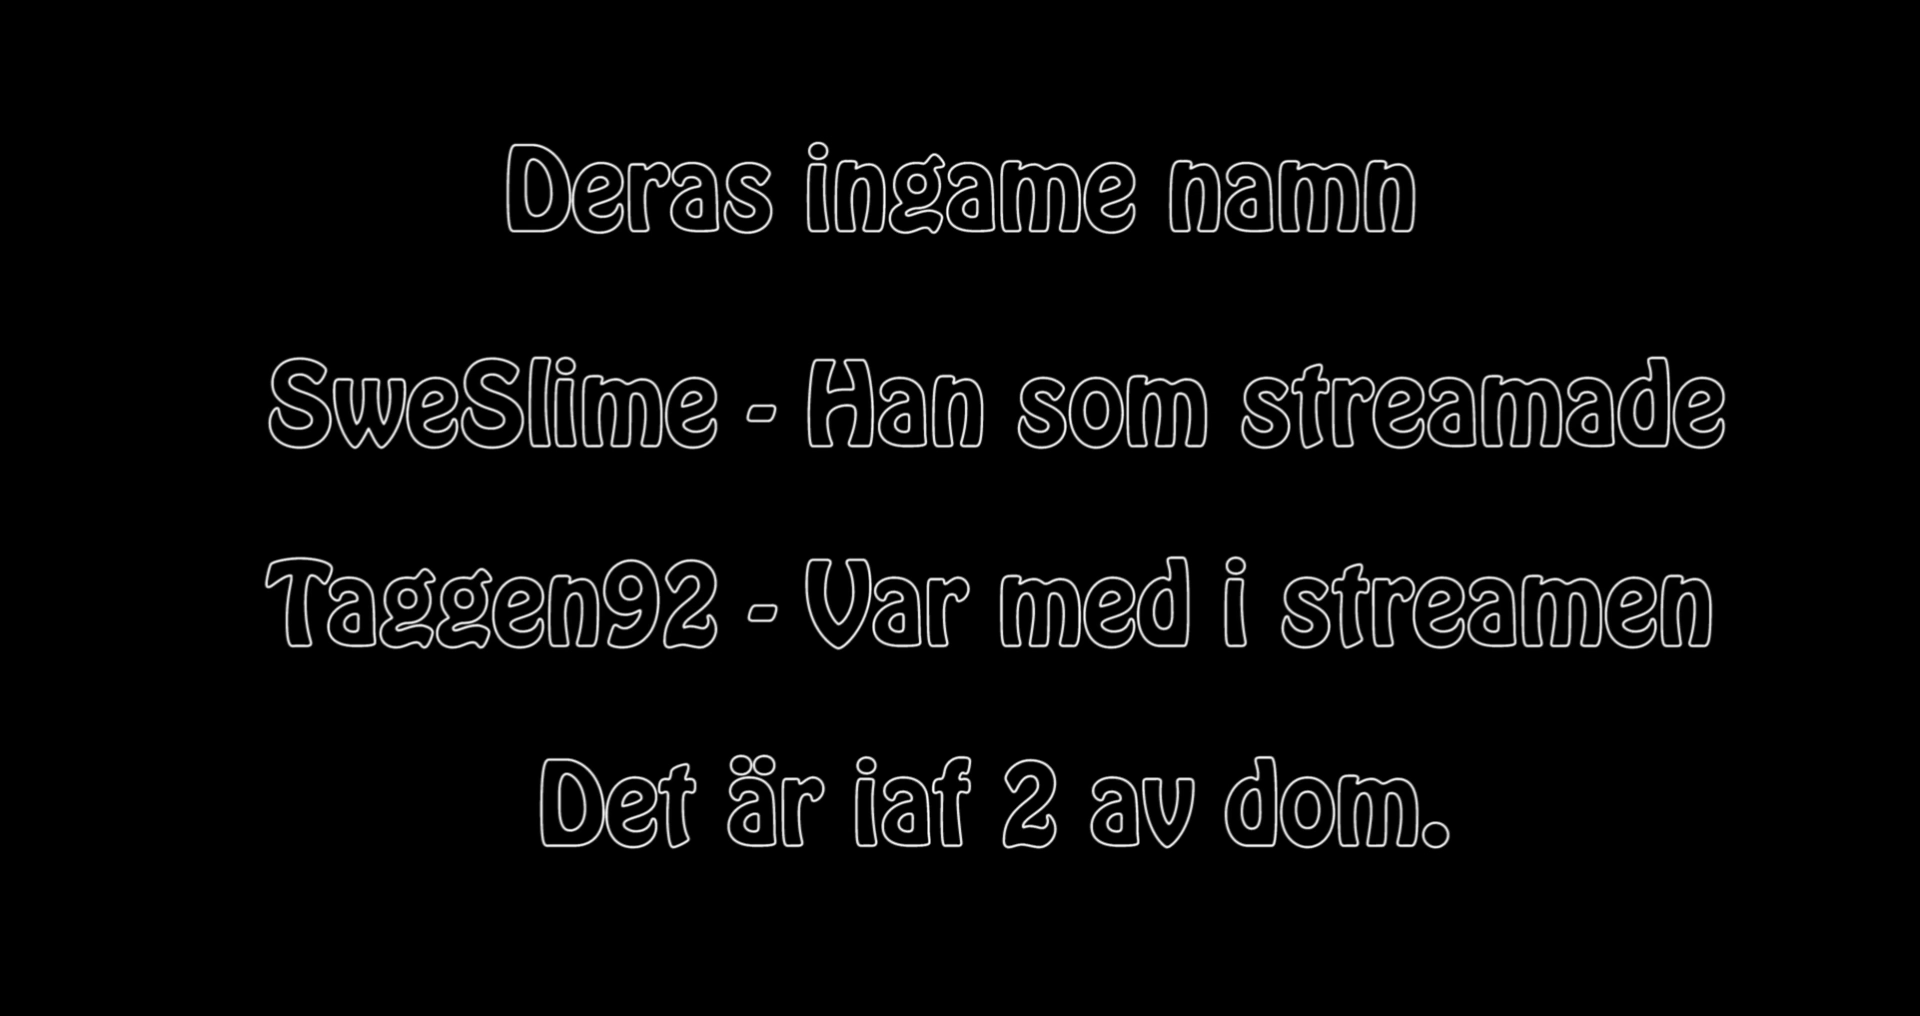 Deras ingame namn
SweSlime - Han som streamade
Taggen92 - Var med i streamen
Det är iaf 2 av dom.